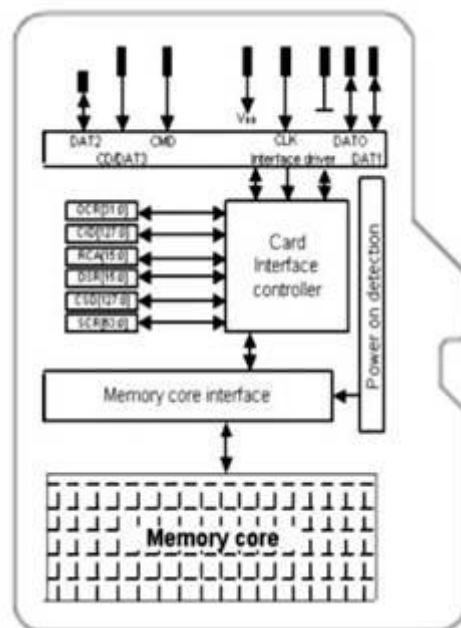 Vss
DAT2 CMD CLK DAT0
CD/DAT3 Interface driver DAT1
OCR[31:0]
CID[127:0]
RCA[15:0]
DSR[15:0]
CSD[127:0]
SCR[63:0]
Card
Interface
controller
Power on detection
Memory core interface
Memory core